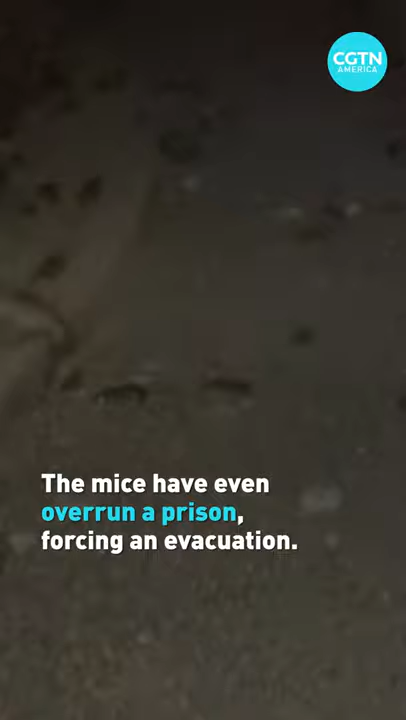 CGTN
AMERICA
The mice have even
overrun a prison,
forcing an evacuation.